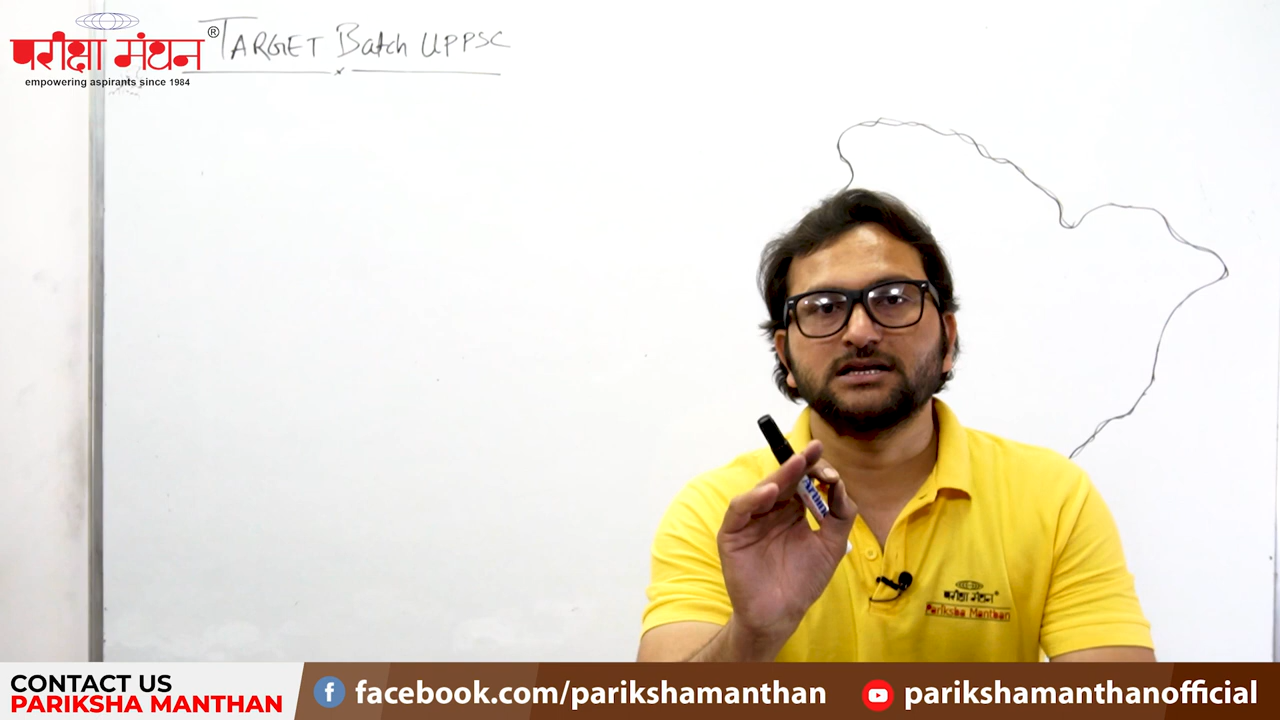 परीक्षा मंथन®
empowering aspirants since 1984
TARGET Batch UPPSC
Artline
परीक्षा मंथन
Pariksha Manthan
CONTACT US
PARIKSHA MANTHAN
facebook.com/parikshamanthan
parikshamanthanofficial